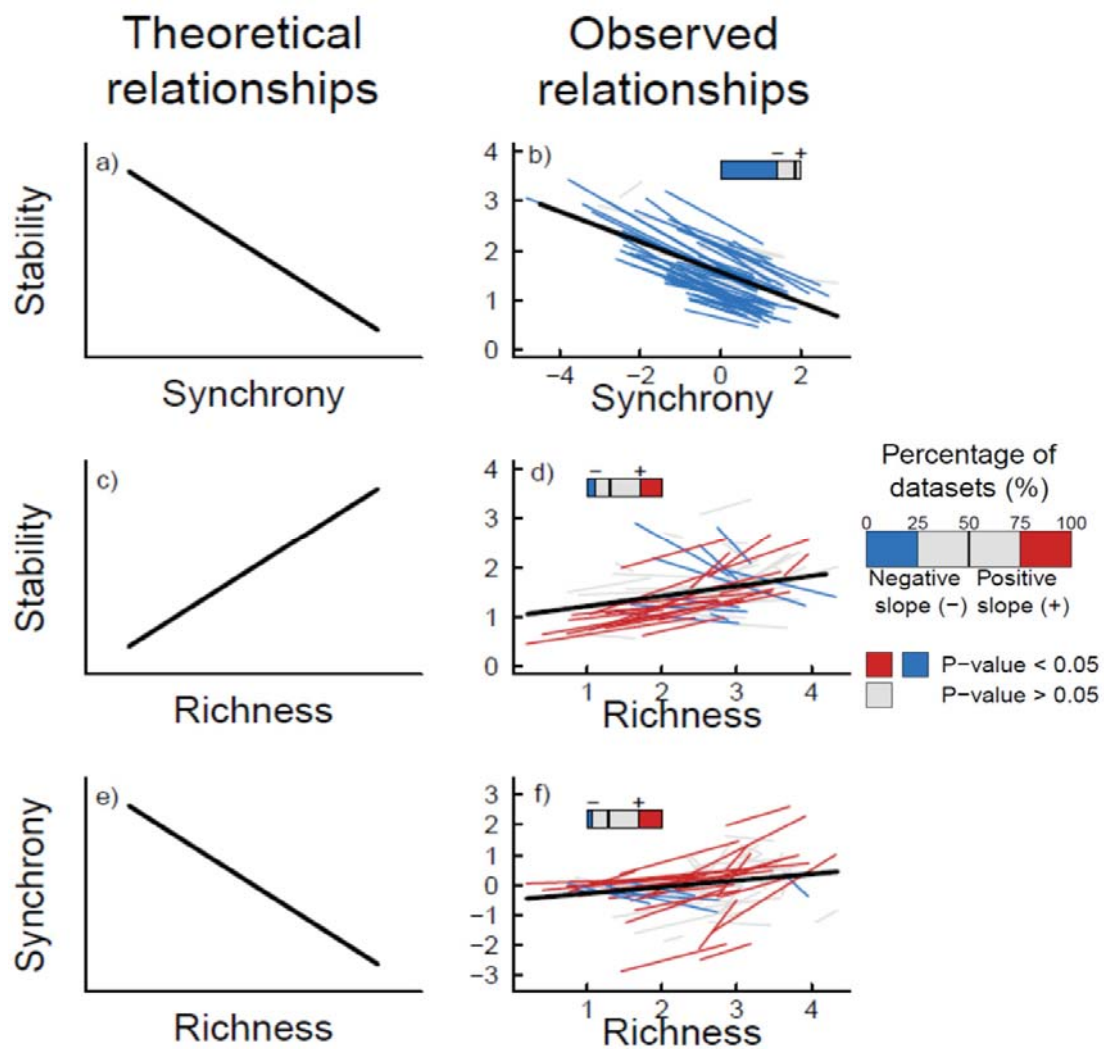 Theoretical
relationships
Observed
relationships
a)
Stability
Synchrony
b)
− +
4
3
2
1
0
−4 −2 0 2
Synchrony
c)
Stability
Richness
d)
− +
4
3
2
1
0
1 2 3 4
Richness
Percentage of
datasets (%)
0 25 50 75 100
Negative Positive
slope (−) slope (+)
P−value < 0.05
P−value > 0.05
e)
Synchrony
Richness
f)
− +
3
2
1
0
−1
−2
−3
1 2 3 4
Richness